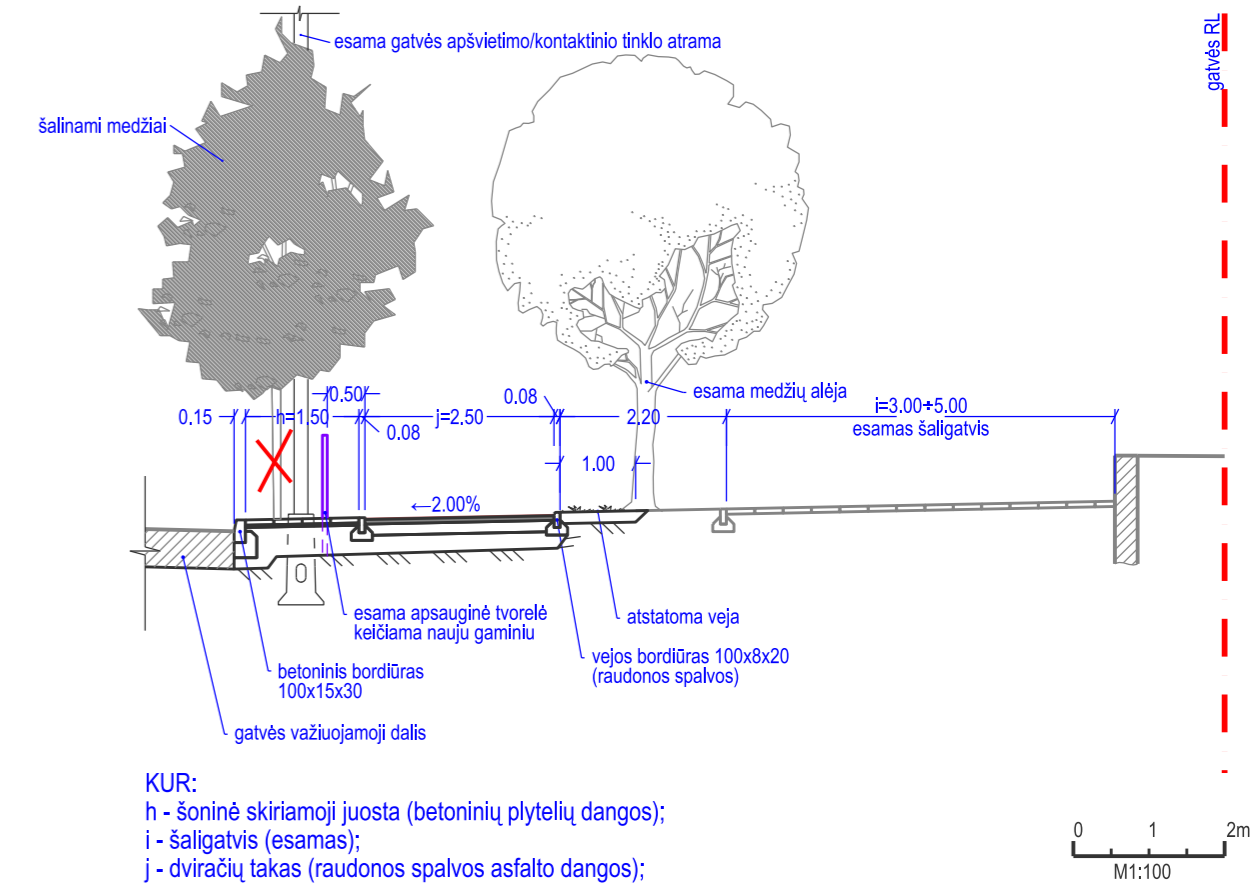 esama gatvės apšvietimo/kontaktinio tinklo atrama
gatvės RL
šalinami medžiai
esama medžių alėja
0.50
0.08
0.15
h=1.50
j=2.50
2.20
i=3.00÷5.00
esamas šaligatvis
0.08
1.00
←2.00%
esama apsauginė tvorelė
keičiama nauju gaminiu
atstatoma veja
vejos bordiūras 100x8x20
(raudonos spalvos)
betoninis bordiūras
100x15x30
gatvės važiuojamoji dalis
KUR:
h - šoninė skiriamoji juosta (betoninių plytelių dangos);
i - šaligatvis (esamas);
j - dviračių takas (raudonos spalvos asfalto dangos);
0 1 2m
M1:100